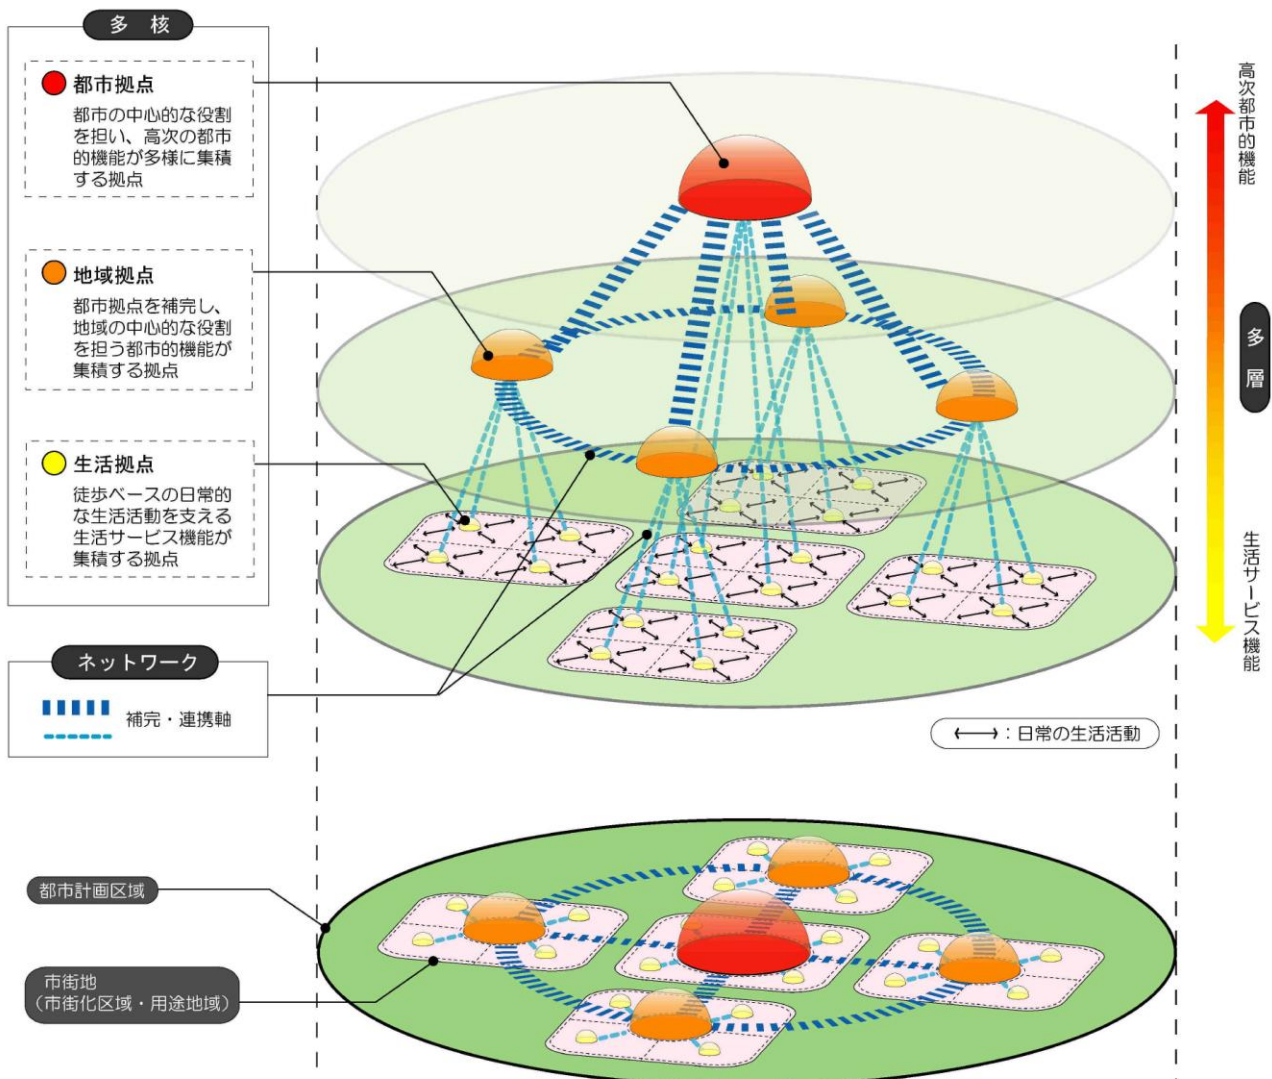 多 核
都市拠点
都市の中心的な役割
を担い、高次の都市
的機能が多様に集積
する拠点
地域拠点
都市拠点を補完し、
地域の中心的な役割
を担う都市的機能が
集積する拠点
生活拠点
徒歩ベースの日常的
な生活活動を支える
生活サービス機能が
集積する拠点
ネットワーク
補完・連携軸
高次都市的機能
多層
生活サービス機能
⟷:日常の生活活動
都市計画区域
市街地
(市街化区域・用途地域)